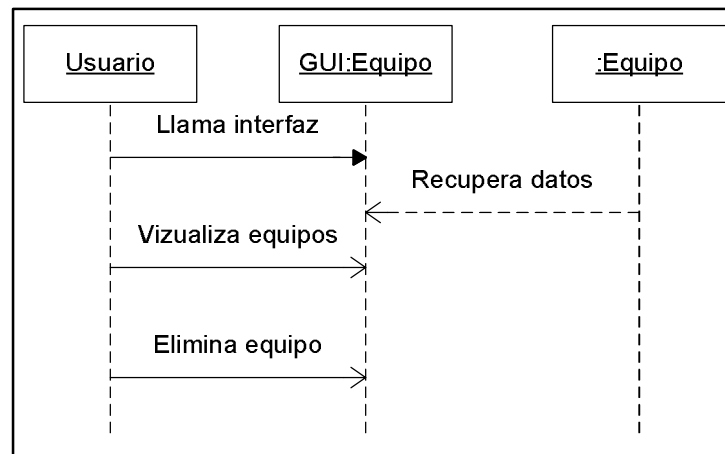 Usuario
GUI:Equipo
:Equipo
Llama interfaz
Recupera datos
Vizualiza equipos
Elimina equipo